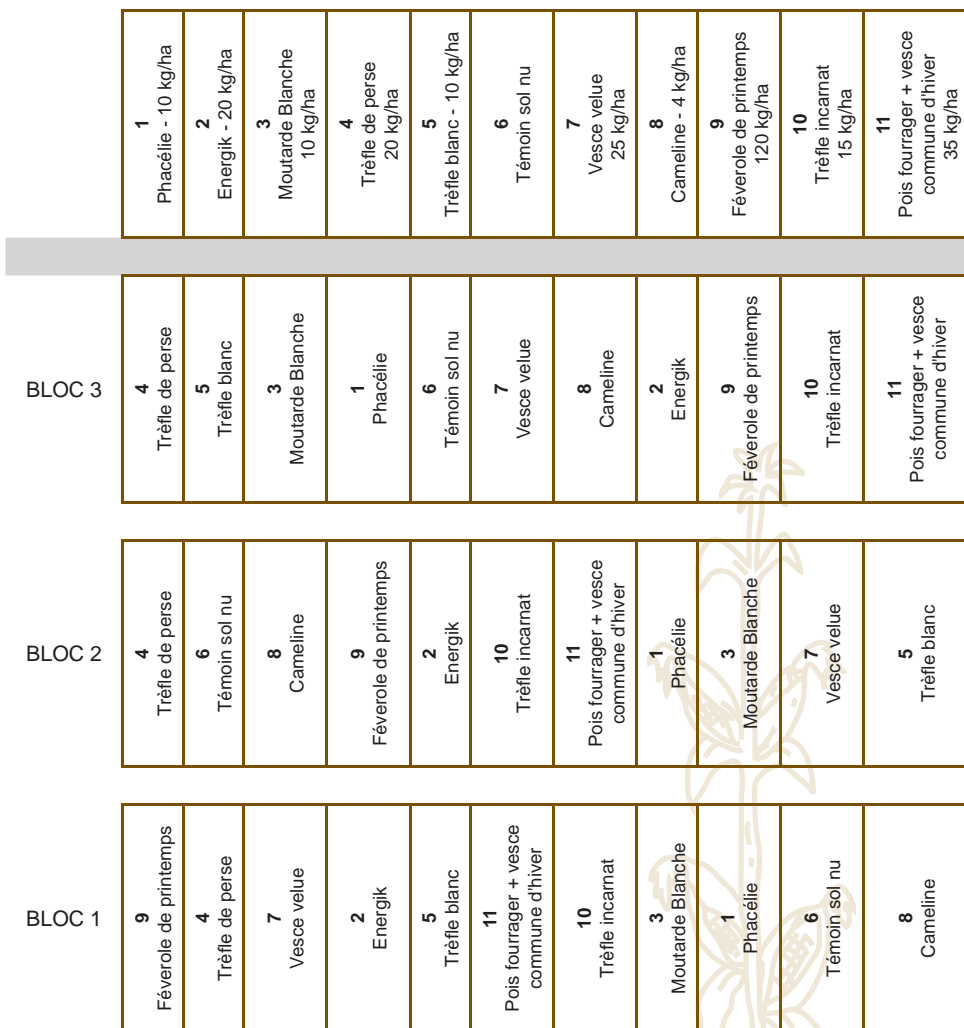 1
Phacélie - 10 kg/ha
2
Energik - 20 kg/ha
3
Moutarde Blanche
10 kg/ha
4
Trèfle de perse
20 kg/ha
5
Trèfle blanc - 10 kg/ha
6
Témoin sol nu
7
Vesce velue
25 kg/ha
8
Cameline - 4 kg/ha
9
Féverole de printemps
120 kg/ha
10
Trèfle incarnat
15 kg/ha
11
Pois fourrager + vesce
commune d'hiver
35 kg/ha
BLOC 3
4
Trèfle de perse
5
Trèfle blanc
3
Moutarde Blanche
1
Phacélie
6
Témoin sol nu
7
Vesce velue
8
Cameline
2
Energik
9
Féverole de printemps
10
Trèfle incarnat
11
Pois fourrager + vesce
commune d'hiver
BLOC 2
4
Trèfle de perse
6
Témoin sol nu
8
Cameline
9
Féverole de printemps
2
Energik
10
Trèfle incarnat
11
Pois fourrager + vesce
commune d'hiver
1
Phacélie
3
Moutarde Blanche
7
Vesce velue
5
Trèfle blanc
BLOC 1
9
Féverole de printemps
4
Trèfle de perse
7
Vesce velue
2
Energik
5
Trèfle blanc
11
Pois fourrager + vesce
commune d'hiver
10
Trèfle incarnat
3
Moutarde Blanche
1
Phacélie
6
Témoin sol nu
8
Cameline